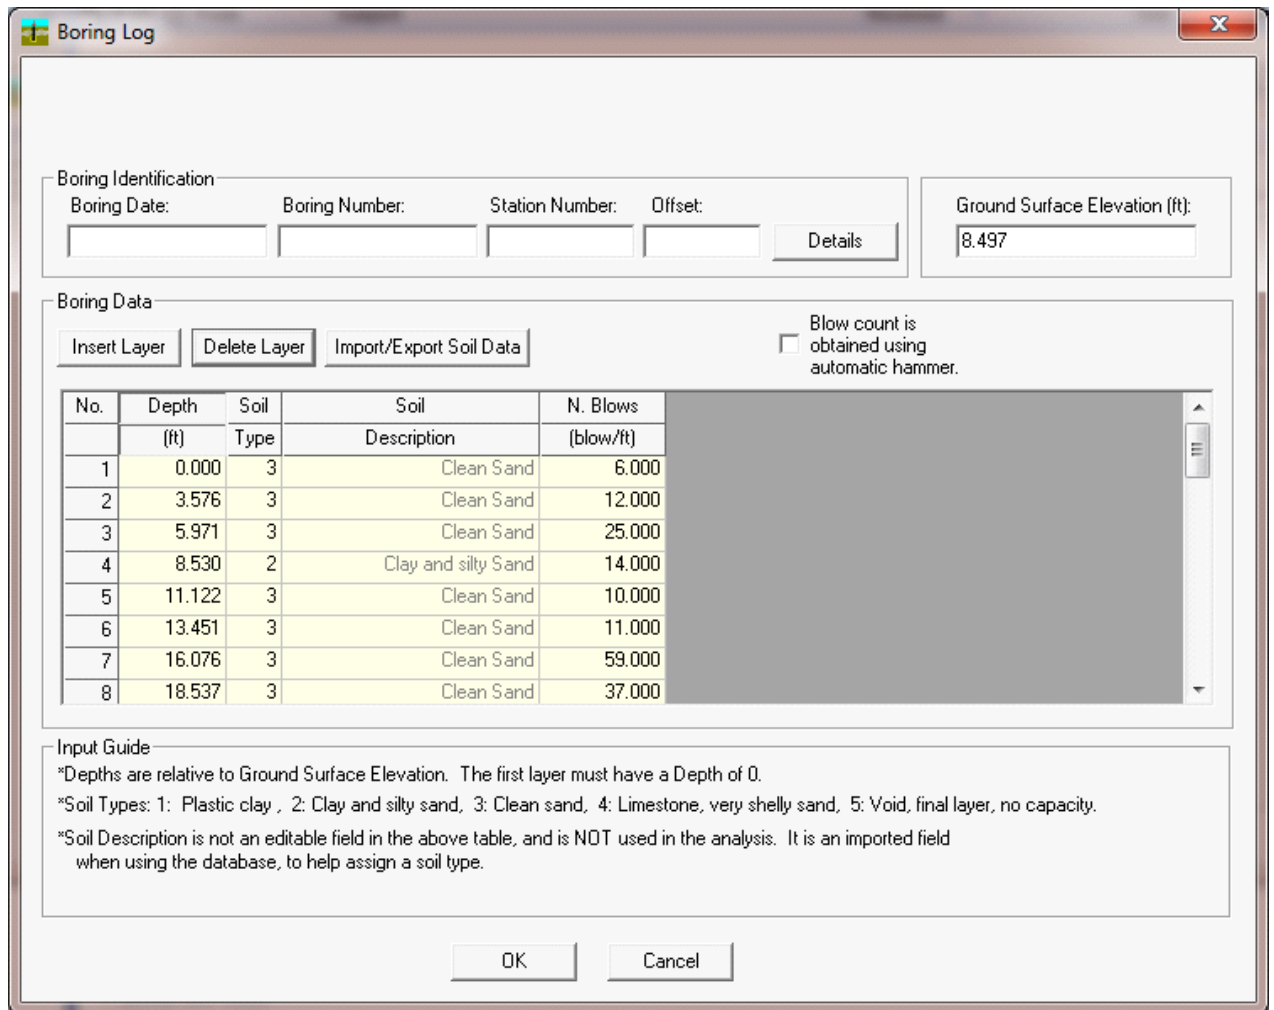 Boring Log
X
Boring Identification
Boring Date: Boring Number: Station Number: Offset:
Details
Ground Surface Elevation (ft):
8.497
Boring Data
Insert Layer Delete Layer Import/Export Soil Data
Blow count is
obtained using
automatic hammer.
No. Depth Soil Soil N. Blows
(ft) Type Description (blow/ft)
1 0.000 3 Clean Sand 6.000
2 3.576 3 Clean Sand 12.000
3 5.971 3 Clean Sand 25.000
4 8.530 2 Clay and silty Sand 14.000
5 11.122 3 Clean Sand 10.000
6 13.451 3 Clean Sand 11.000
7 16.076 3 Clean Sand 59.000
8 18.537 3 Clean Sand 37.000
Input Guide
*Depths are relative to Ground Surface Elevation. The first layer must have a Depth of 0.
*Soil Types: 1: Plastic clay , 2: Clay and silty sand, 3: Clean sand, 4: Limestone, very shelly sand, 5: Void, final layer, no capacity.
*Soil Description is not an editable field in the above table, and is NOT used in the analysis. It is an imported field
when using the database, to help assign a soil type.
OK Cancel